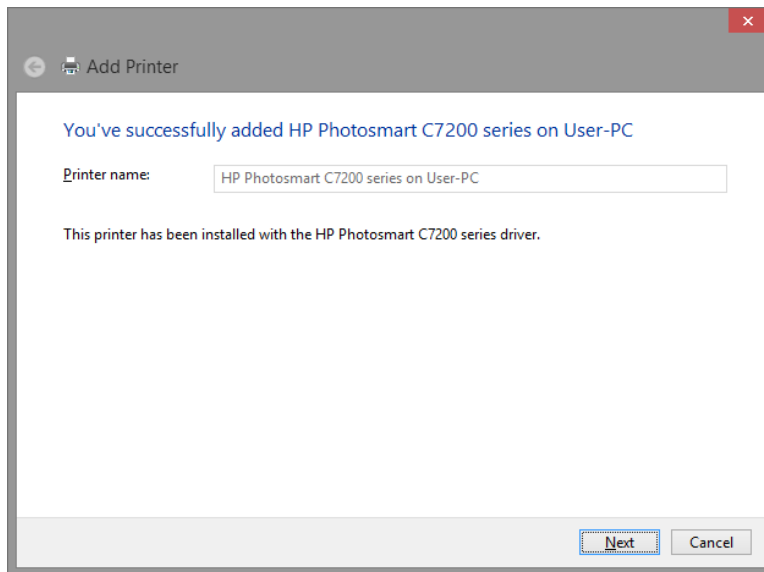 Add Printer
You've successfully added HP Photosmart C7200 series on User-PC
Printer name: HP Photosmart C7200 series on User-PC
This printer has been installed with the HP Photosmart C7200 series driver.
Next Cancel